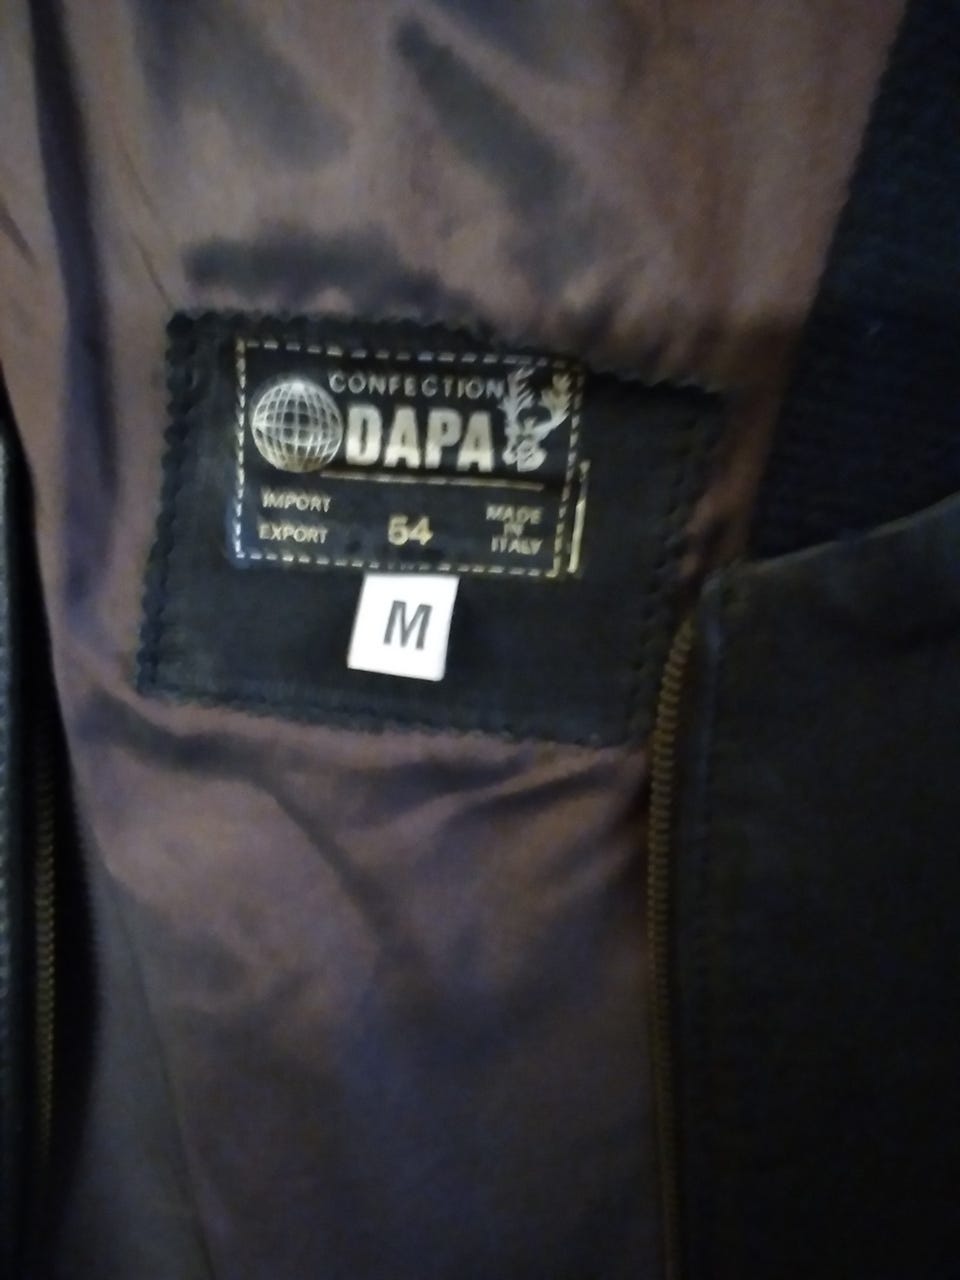 CONFECTION
DAPA
IMPORT
EXPORT
54
MADE
IN
ITALY
M